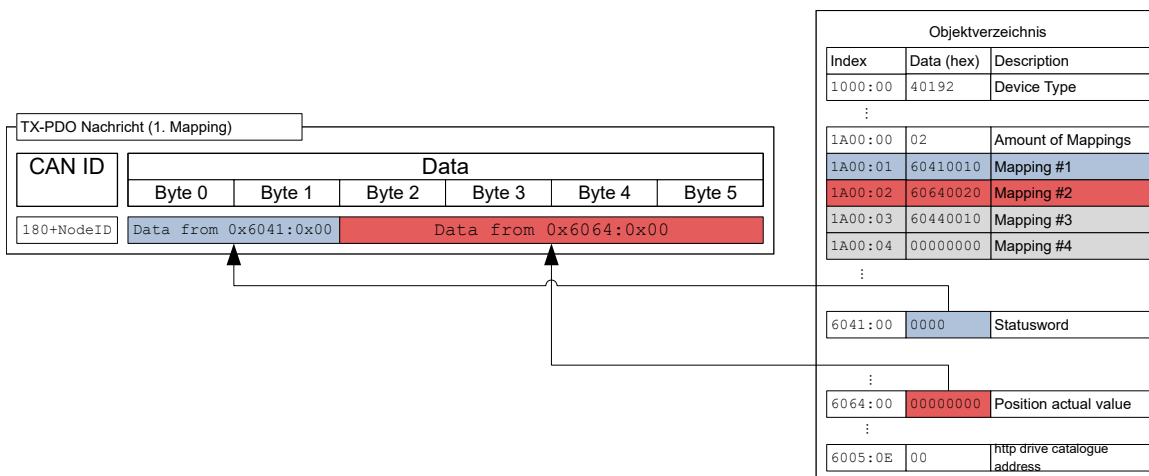 TX-PDO Nachricht (1. Mapping)
CAN ID
Data
Byte 0
Byte 1
Byte 2
Byte 3
Byte 4
Byte 5
180+NodeID
Data from 0x6041:0x00
Data from 0x6064:0x00
Objektverzeichnis
Index Data (hex) Description
1000:00 40192 Device Type
⋮
1A00:00 02 Amount of Mappings
1A00:01 60410010 Mapping #1
1A00:02 60640020 Mapping #2
1A00:03 60440010 Mapping #3
1A00:04 00000000 Mapping #4
⋮
6041:00 0000 Statusword
⋮
6064:00 00000000 Position actual value
⋮
6005:0E 00 http drive catalogue
address